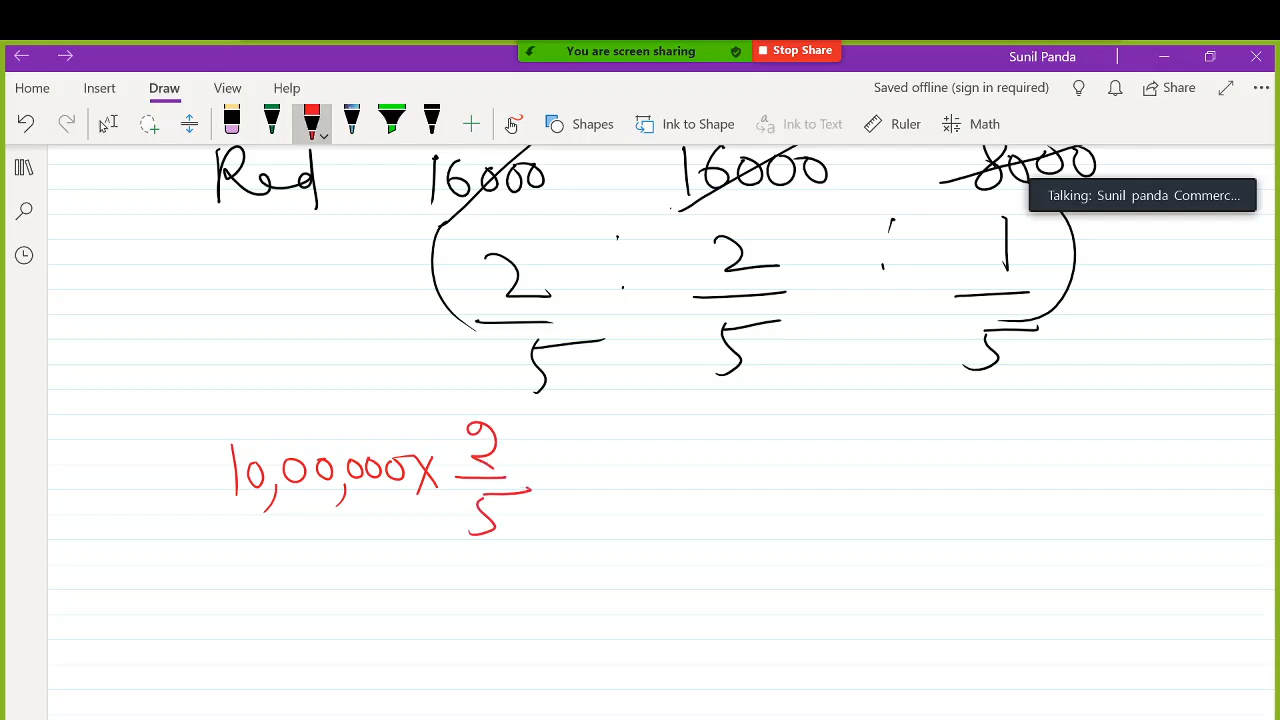 You are screen sharing Stop Share
Sunil Panda
Home Insert Draw View Help Saved offline (sign in required) Share
Shapes Ink to Shape Ink to Text Ruler Math
Red 16000 16000 8000
Talking: Sunil panda Commerc...
2/5 : 2/5 : 1/5
10,00,000 x 2/5